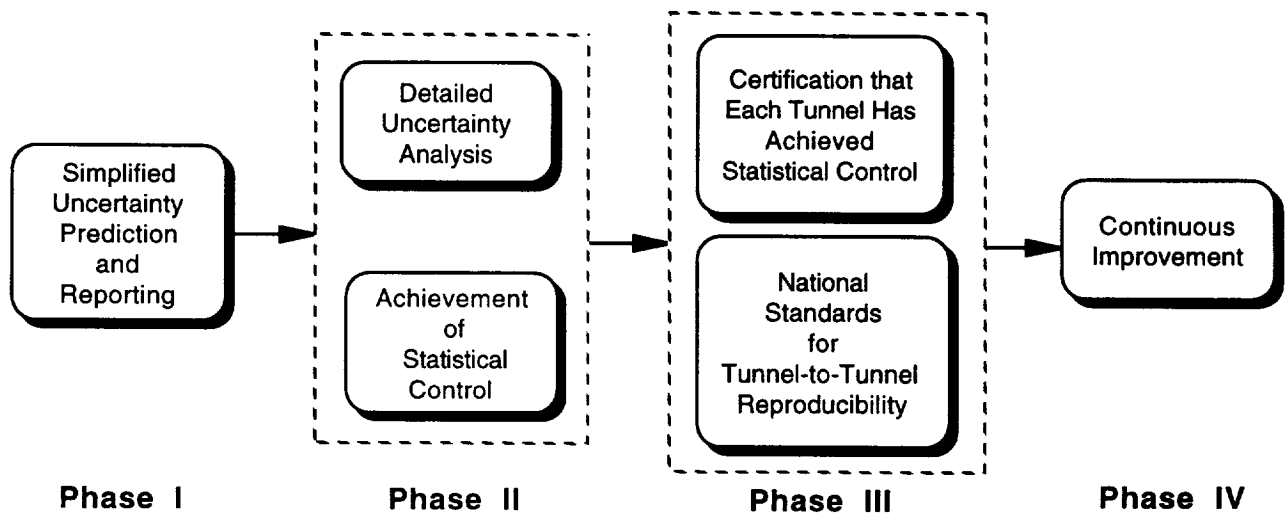 Simplified
Uncertainty
Prediction
and
Reporting
Detailed
Uncertainty
Analysis
Achievement
of
Statistical
Control
Certification that
Each Tunnel Has
Achieved
Statistical Control
National
Standards
for
Tunnel-to-Tunnel
Reproducibility
Continuous
Improvement
Phase I
Phase II
Phase III
Phase IV